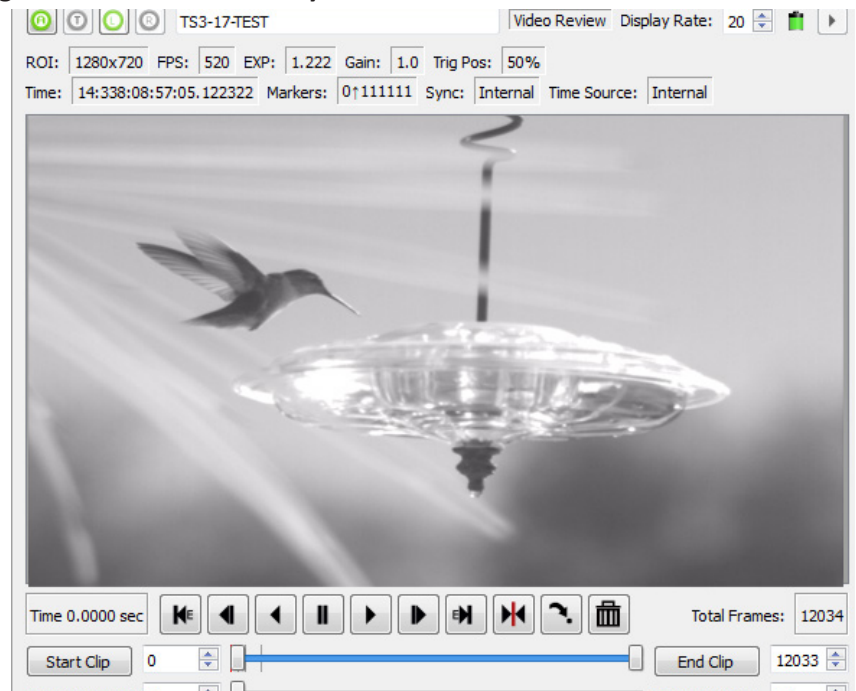 A T L R TS3-17-TEST Video Review Display Rate: 20
ROI: 1280x720 FPS: 520 EXP: 1.222 Gain: 1.0 Trig Pos: 50%
Time: 14:338:08:57:05.122322 Markers: 0↑111111 Sync: Internal Time Source: Internal
Time 0.0000 sec E E Total Frames: 12034
Start Clip 0 End Clip 12033